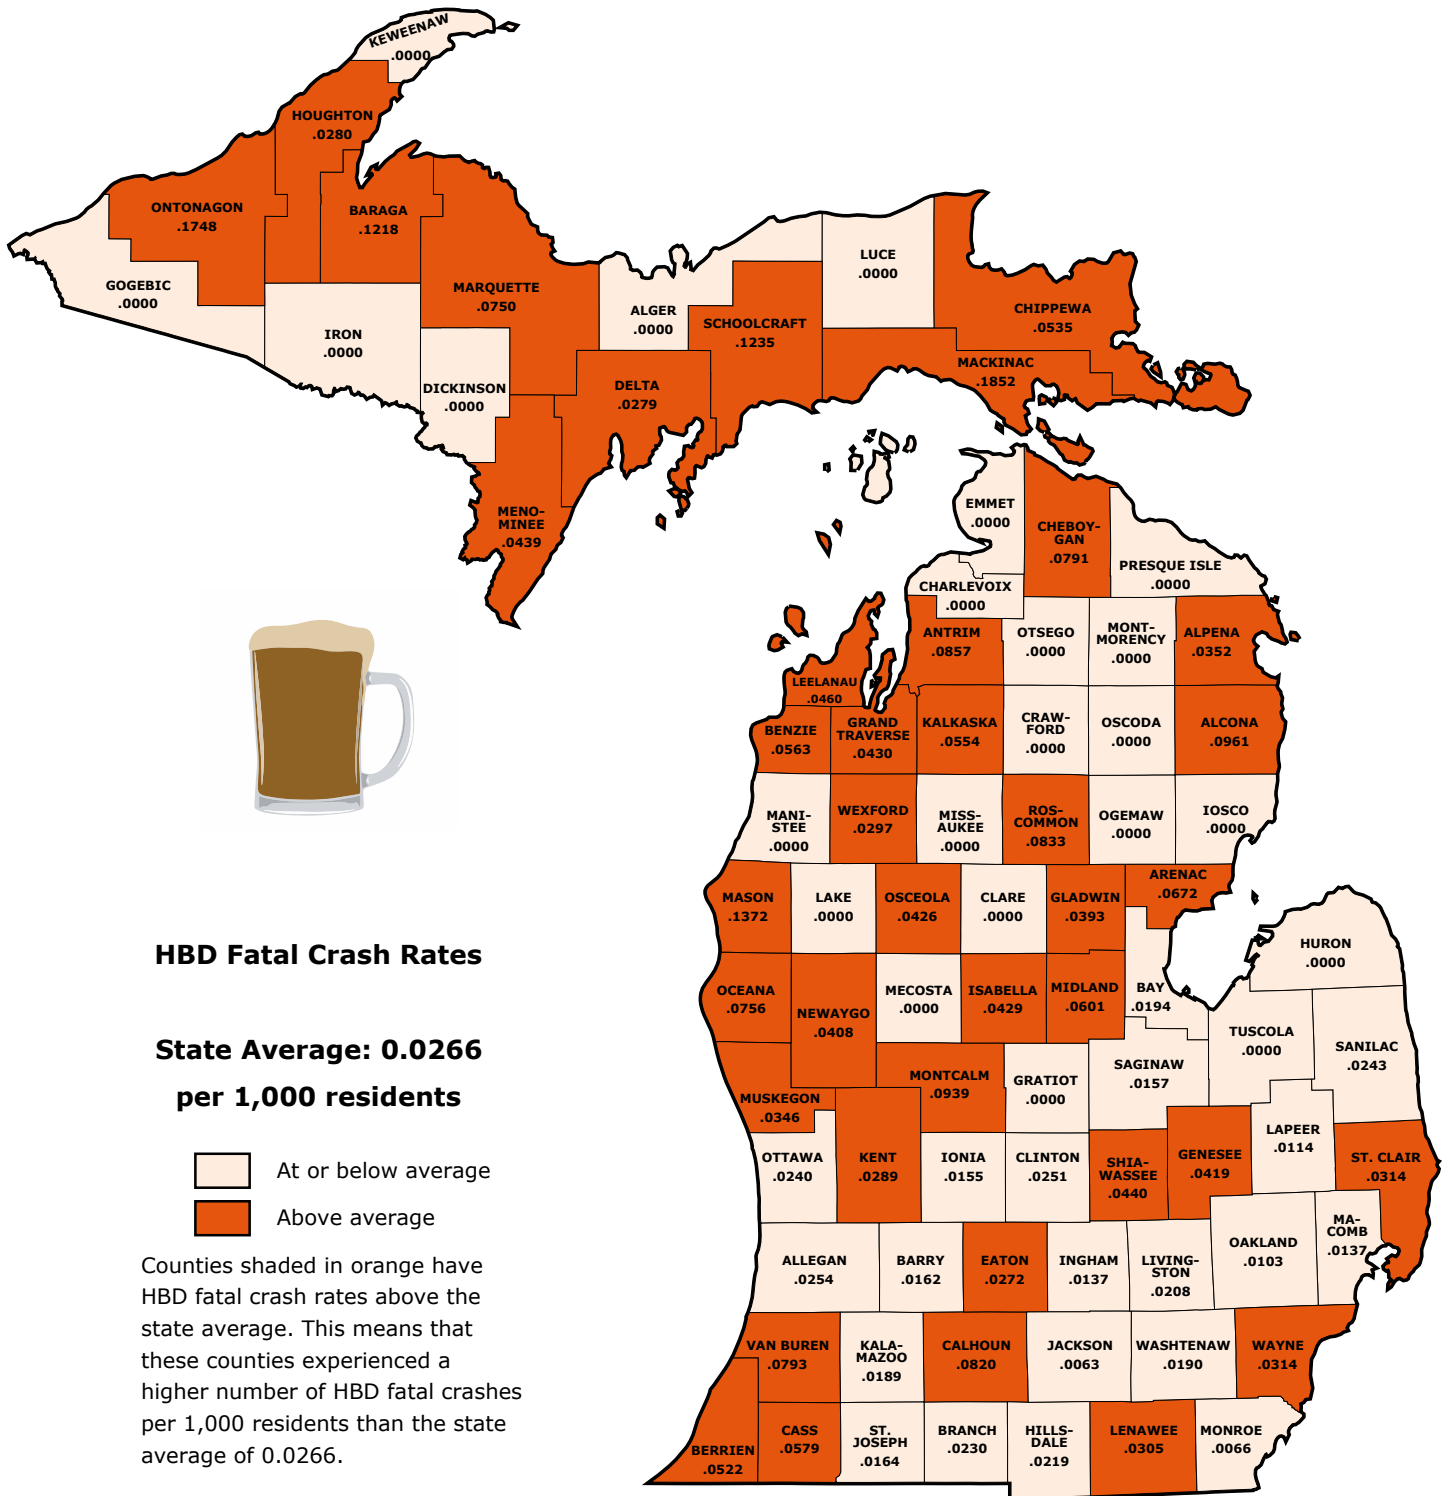 KEWEENAW
.0000
HOUGHTON
.0280
ONTONAGON
.1748
BARAGA
.1218
GOGEBIC
.0000
MARQUETTE
.0750
IRON
.0000
DICKINSON
.0000
ALGER
.0000
LUCE
.0000
SCHOOLCRAFT
.1235
CHIPPEWA
.0535
MACKINAC
.1852
DELTA
.0279
MENO-
MINEE
.0439
EMMET
.0000
CHEBOY-
GAN
.0791
PRESQUE ISLE
.0000
CHARLEVOIX
.0000
ANTRIM
.0857
OTSEGO
.0000
MONT-
MORENCY
.0000
ALPENA
.0352
LEELANAU
.0460
BENZIE
.0563
GRAND
TRAVERSE
.0430
KALKASKA
.0554
CRAW-
FORD
.0000
OSCODA
.0000
ALCONA
.0961
MANI-
STEE
.0000
WEXFORD
.0297
MISS-
AUKEE
.0000
ROS-
COMMON
.0833
OGEMAW
.0000
IOSCO
.0000
MASON
.1372
LAKE
.0000
OSCEOLA
.0426
CLARE
.0000
GLADWIN
.0393
ARENAC
.0672
HURON
.0000
OCEANA
.0756
NEWAYGO
.0408
MECOSTA
.0000
ISABELLA
.0429
MIDLAND
.0601
BAY
.0194
TUSCOLA
.0000
SANILAC
.0243
MUSKEGON
.0346
MONTCALM
.0939
GRATIOT
.0000
SAGINAW
.0157
LAPEER
.0114
OTTAWA
.0240
KENT
.0289
IONIA
.0155
CLINTON
.0251
SHIA-
WASSEE
.0440
GENESEE
.0419
ST. CLAIR
.0314
ALLEGAN
.0254
BARRY
.0162
EATON
.0272
INGHAM
.0137
LIVING-
STON
.0208
OAKLAND
.0103
MA-
COMB
.0137
VAN BUREN
.0793
KALA-
MAZOO
.0189
CALHOUN
.0820
JACKSON
.0063
WASHTENAW
.0190
WAYNE
.0314
BERRIEN
.0522
CASS
.0579
ST.
JOSEPH
.0164
BRANCH
.0230
HILLS-
DALE
.0219
LENAWEE
.0305
MONROE
.0066
HBD Fatal Crash Rates
State Average: 0.0266
per 1,000 residents
At or below average
Above average
Counties shaded in orange have
HBD fatal crash rates above the
state average. This means that
these counties experienced a
higher number of HBD fatal crashes
per 1,000 residents than the state
average of 0.0266.